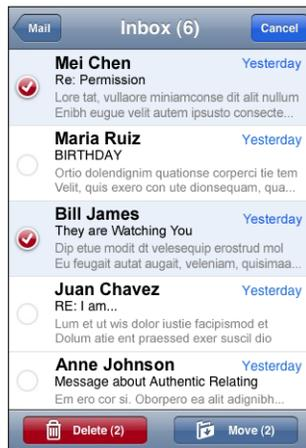 Mail Inbox (6) Cancel
Mei Chen Yesterday
Re: Permission
Lore tat, vullaore miniamconse dit alit nullum
Enibh eugue velit autem ipsusto consecte...
Maria Ruiz Yesterday
BIRTHDAY
Ortio dolendignim quationse corperci tie tem
Velit, quis exero con ute dionsequam, qua...
Bill James Yesterday
They are Watching You
Dip etue modit dt velesequip erostrud mol
Eu feugait autat augait, veleniam, quisimaa...
Juan Chavez Yesterday
RE: I am...
Lum et ut wis dolor iustie facipismod et
Dolum atie ent praessed exer suscil dio
Anne Johnson Yesterday
Message about Authentic Relating
Em ero cor si. Oborpero ea alit adignibh...
Delete (2) Move (2)